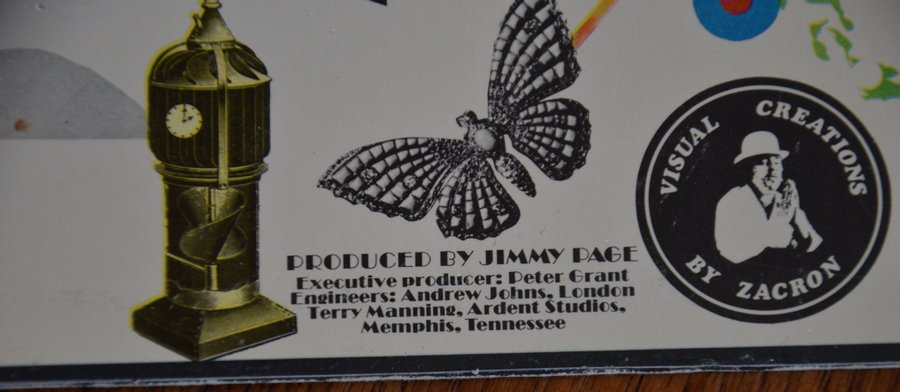 PRODUCED BY JIMMY PAGE
Executive producer: Peter Grant
Engineers: Andrew Johns, London
Terry Manning, Ardent Studios,
Memphis, Tennessee
VISUAL CREATIONS
BY ZACRON